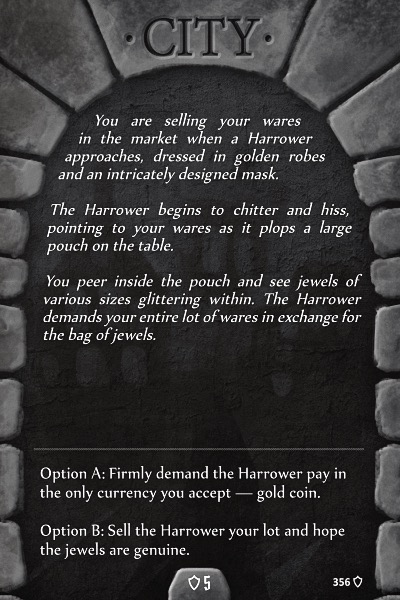 CITY
You are selling your wares
in the market when a Harrower
approaches, dressed in golden robes
and an intricately designed mask.
The Harrower begins to chitter and hiss,
pointing to your wares as it plops a large
pouch on the table.
You peer inside the pouch and see jewels of
various sizes glittering within. The Harrower
demands your entire lot of wares in exchange for
the bag of jewels.
Option A: Firmly demand the Harrower pay in
the only currency you accept — gold coin.
Option B: Sell the Harrower your lot and hope
the jewels are genuine.
5
356